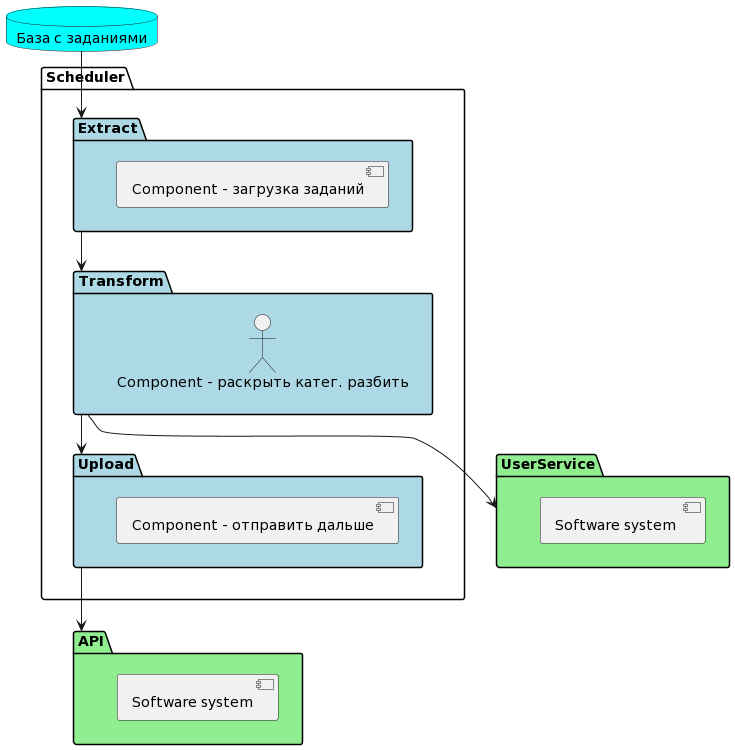 База с заданиями
Scheduler
Extract
Component - загрузка заданий
Transform
Component - раскрыть катег. разбить
Upload
Component - отправить дальше
UserService
Software system
API
Software system